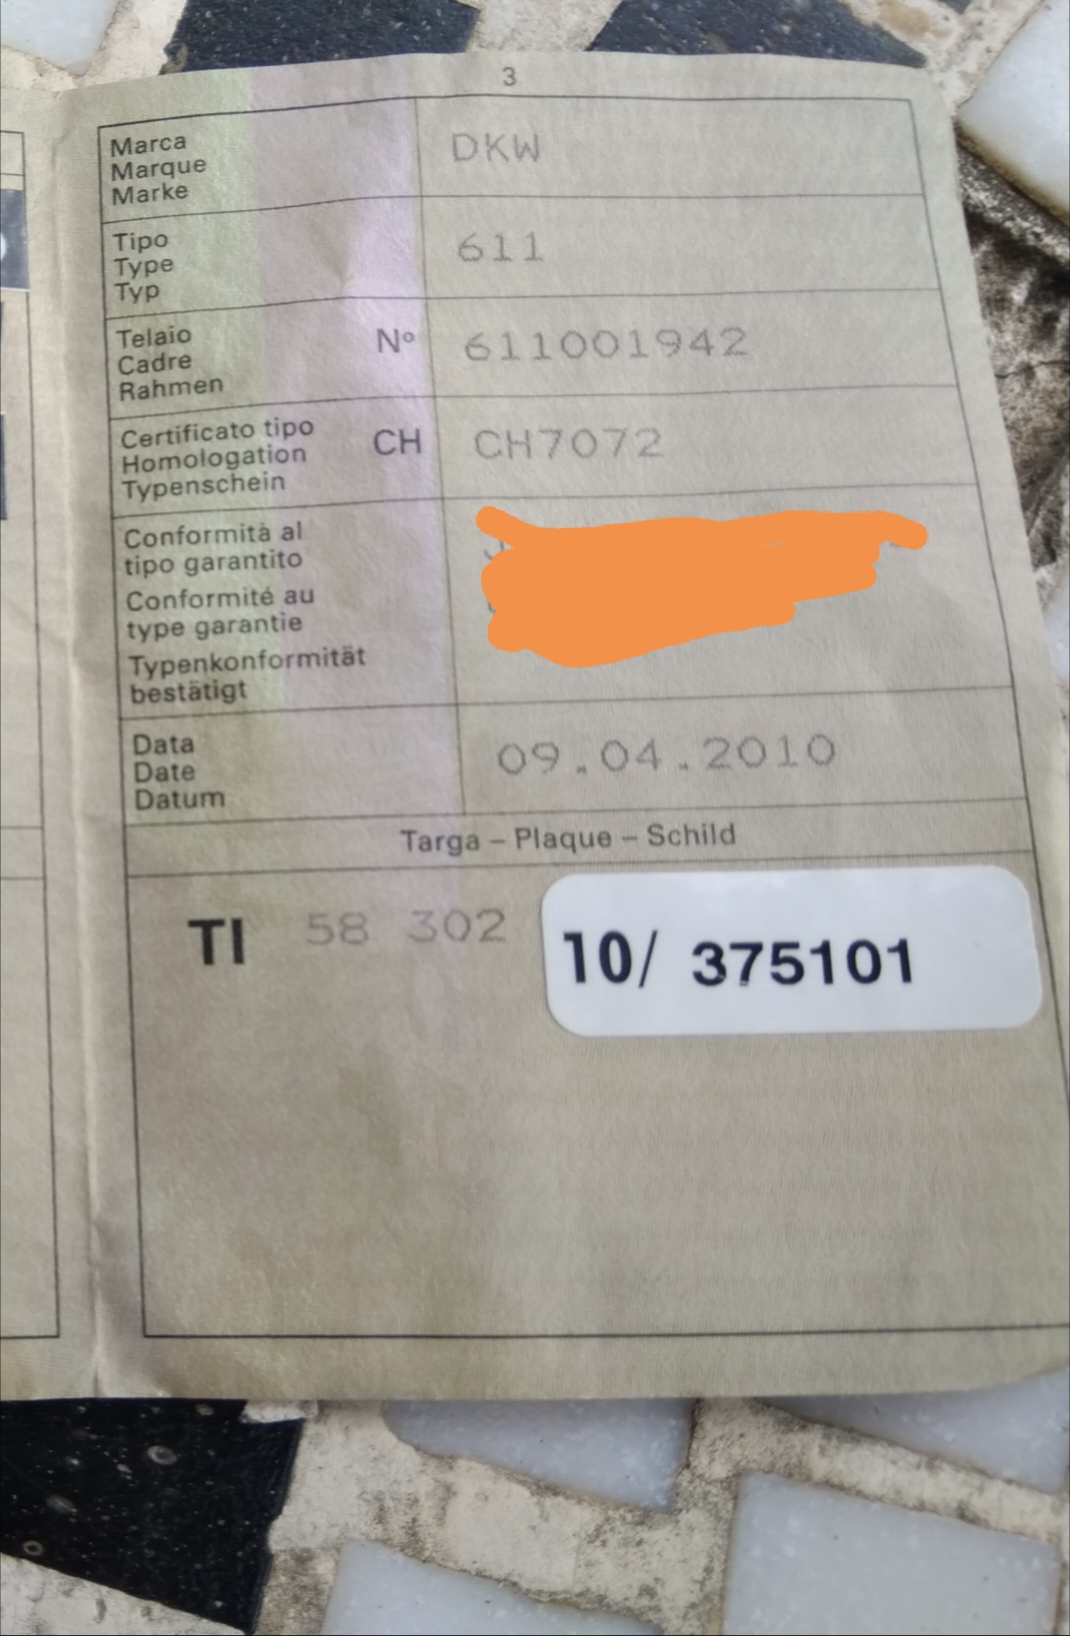 3
Marca
Marque
Marke
DKW
Tipo
Type
Typ
611
Telaio
Cadre
Rahmen
Nº
611001942
Certificato tipo
Homologation
Typenschein
CH
CH7072
Conformità al
tipo garantito
Conformité au
type garantie
Typenkonformität
bestätigt
Data
Date
Datum
09.04.2010
Targa – Plaque – Schild
TI 58 302 10/ 375101